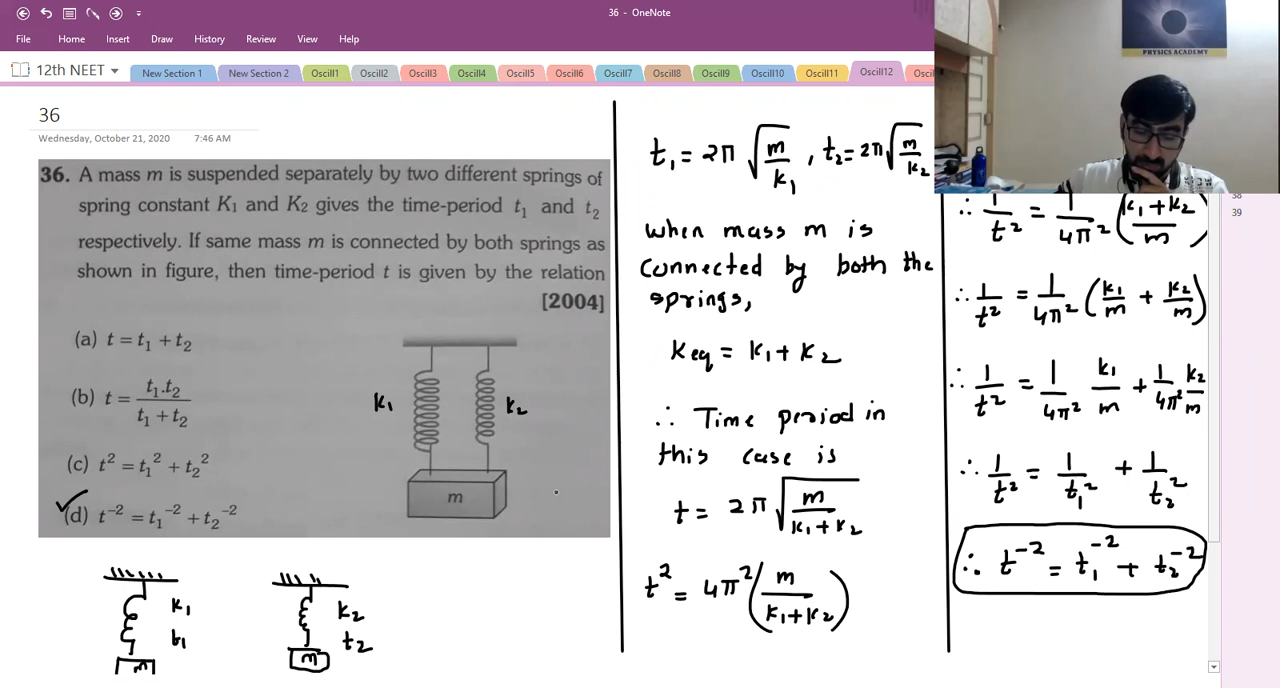 36 - OneNote
File Home Insert Draw History Review View Help
12th NEET New Section 1 New Section 2 Oscill1 Oscill2 Oscill3 Oscill4 Oscill5 Oscill6 Oscill7 Oscill8 Oscill9 Oscill10 Oscill11 Oscill12 Oscil
PHYSICS ACADEMY
36
Wednesday, October 21, 2020 7:46 AM
36. A mass m is suspended separately by two different springs of
spring constant K₁ and K₂ gives the time-period t₁ and t₂
respectively. If same mass m is connected by both springs as
shown in figure, then time-period t is given by the relation
[2004]
(a) t = t₁ + t₂
(b) t = t₁.t₂ / t₁ + t₂
(c) t² = t₁² + t₂²
(d) t⁻² = t₁⁻² + t₂⁻²
K₁ K₂
m
K₁
t₁
m
K₂
t₂
m
t₁ = 2π √(m/K₁) , t₂ = 2π √(m/K₂)
when mass m is
connected by both the
springs,
Keq = K₁ + K₂
∴ Time period in
this case is
t = 2π √(m/(K₁ + K₂))
t² = 4π² (m/(K₁ + K₂))
∴ 1/t² = 1/4π² ((K₁ + K₂)/m)
∴ 1/t² = 1/4π² (K₁/m + K₂/m)
∴ 1/t² = 1/4π² K₁/m + 1/4π² K₂/m
∴ 1/t² = 1/t₁² + 1/t₂²
∴ t⁻² = t₁⁻² + t₂⁻²
38
39